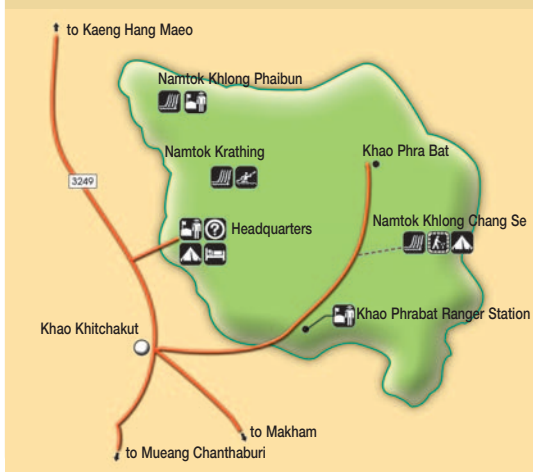 to Kaeng Hang Maeo
Namtok Khlong Phaibun
Namtok Krathing
Khao Phra Bat
3249
Namtok Khlong Chang Se
Headquarters
?
Khao Phrabat Ranger Station
Khao Khitchakut
to Makham
to Mueang Chanthaburi